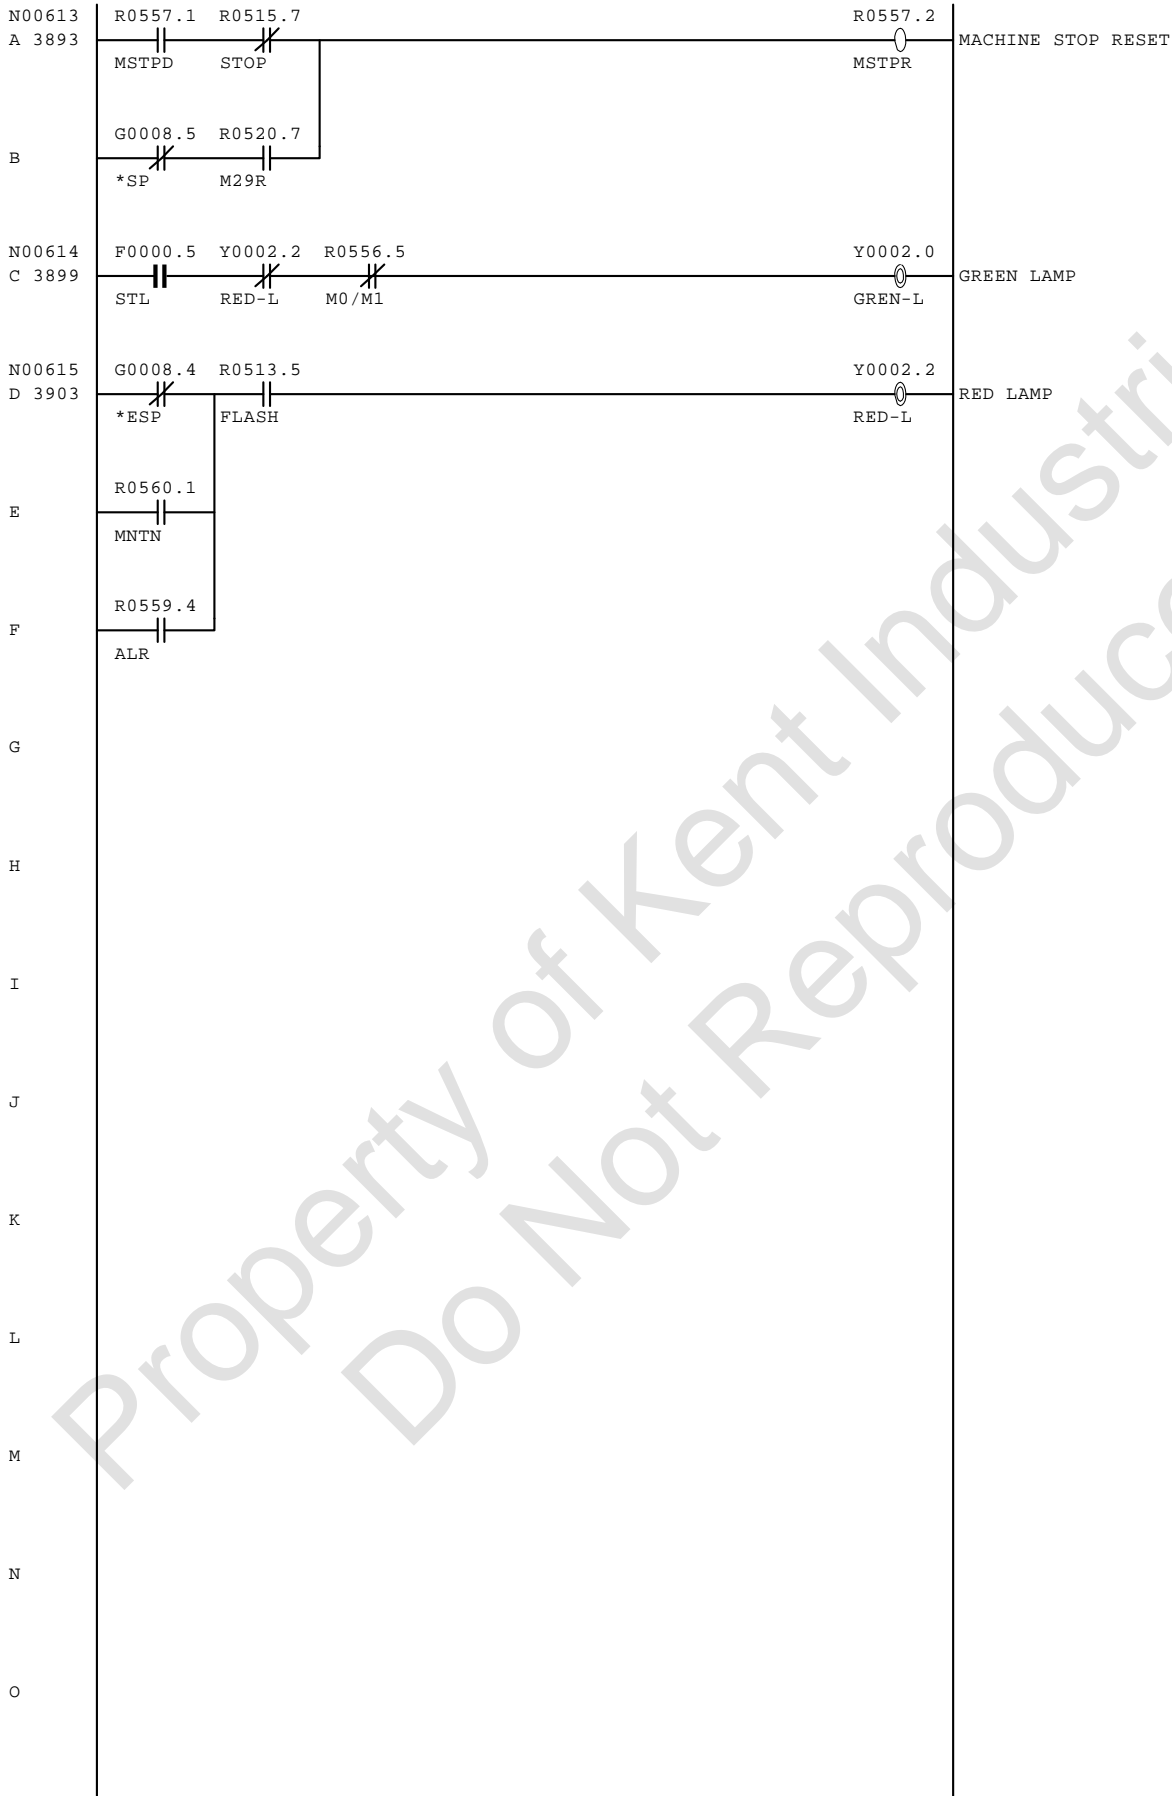 N00613 R0557.1 R0515.7 R0557.2
A 3893 MACHINE STOP RESET
MSTPD STOP MSTPR
G0008.5 R0520.7
B
*SP M29R
N00614 F0000.5 Y0002.2 R0556.5 Y0002.0
C 3899 GREEN LAMP
STL RED-L M0/M1 GREN-L
N00615 G0008.4 R0513.5 Y0002.2
D 3903 RED LAMP
*ESP FLASH RED-L
R0560.1
E
MNTN
R0559.4
F
ALR
G
H
I
J
K
L
M
N
O
Property of Kent Industri
Do Not Reproduc